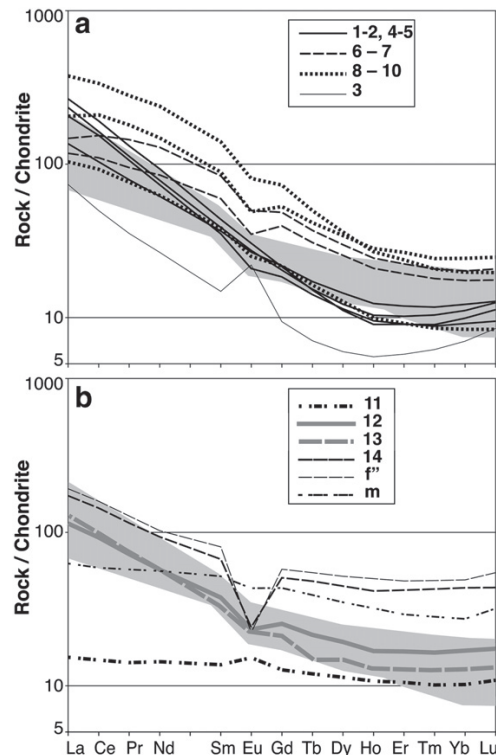 a
1000
100
10
5
Rock / Chondrite
1-2, 4-5
6 – 7
8 – 10
3
b
1000
100
10
5
Rock / Chondrite
11
12
13
14
f”
m
La Ce Pr Nd Sm Eu Gd Tb Dy Ho Er Tm Yb Lu